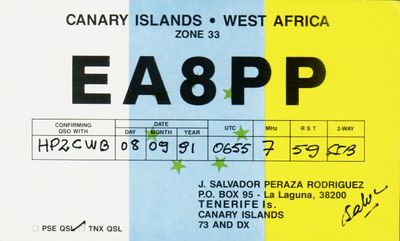 CANARY ISLANDS • WEST AFRICA
ZONE 33
EA8PP
CONFIRMING QSO WITH DATE DAY MONTH YEAR UTC MHz R S T 2-WAY
HP2CWB 08 09 91 0655 7 59 SSB
J. SALVADOR PERAZA RODRIGUEZ
P.O. BOX 95 - La Laguna, 38200
TENERIFE Is.
CANARY ISLANDS
73 AND DX
Salva
PSE QSL TNX QSL